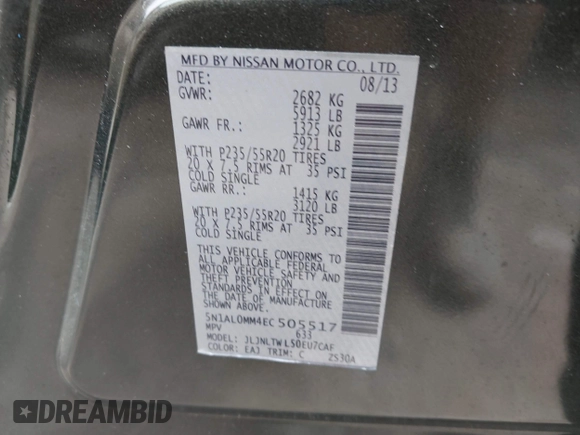 MFD BY NISSAN MOTOR CO., LTD.
DATE: 08/13
GVWR: 2682 KG
5913 LB
GAWR FR.: 1325 KG
2921 LB
WITH P235/55R20 TIRES
20 X 7.5 RIMS AT 35 PSI
COLD SINGLE
GAWR RR.: 1415 KG
3120 LB
WITH P235/55R20 TIRES
20 X 7.5 RIMS AT 35 PSI
COLD SINGLE
THIS VEHICLE CONFORMS TO
ALL APPLICABLE FEDERAL
MOTOR VEHICLE SAFETY AND
THEFT PREVENTION
STANDARDS IN EFFECT ON
THE DATE OF MANUFACTURE
SHOWN ABOVE.
5N1AL0MM4EC505517
MPV 633
MODEL: JLJNLTWL50EU7CAF
COLOR: EAJ TRIM: C ZS30A
DREAMBID